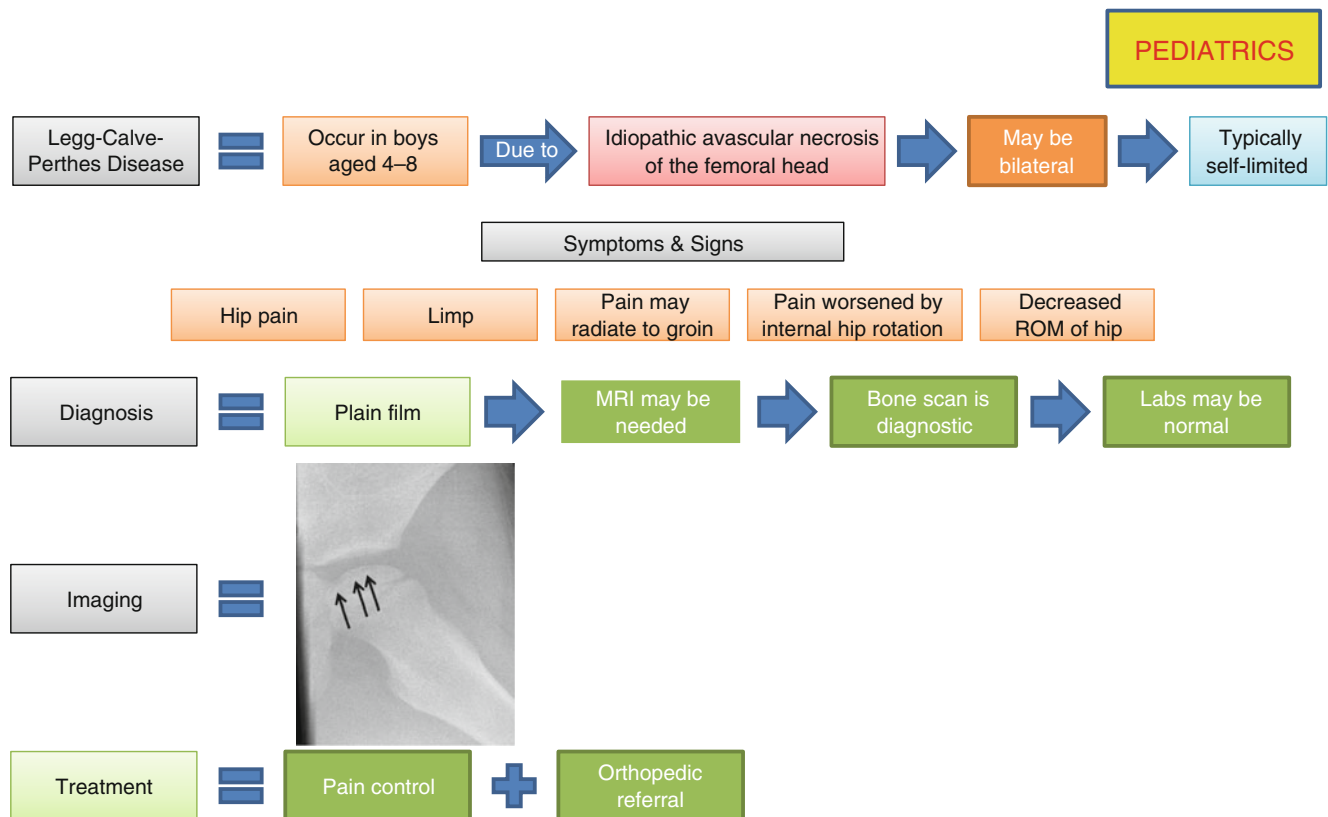 PEDIATRICS
Legg-Calve-
Perthes Disease
Occur in boys
aged 4–8
Due to
Idiopathic avascular necrosis
of the femoral head
May be
bilateral
Typically
self-limited
Symptoms & Signs
Hip pain
Limp
Pain may
radiate to groin
Pain worsened by
internal hip rotation
Decreased
ROM of hip
Diagnosis
Plain film
MRI may be
needed
Bone scan is
diagnostic
Labs may be
normal
Imaging
Treatment
Pain control
Orthopedic
referral